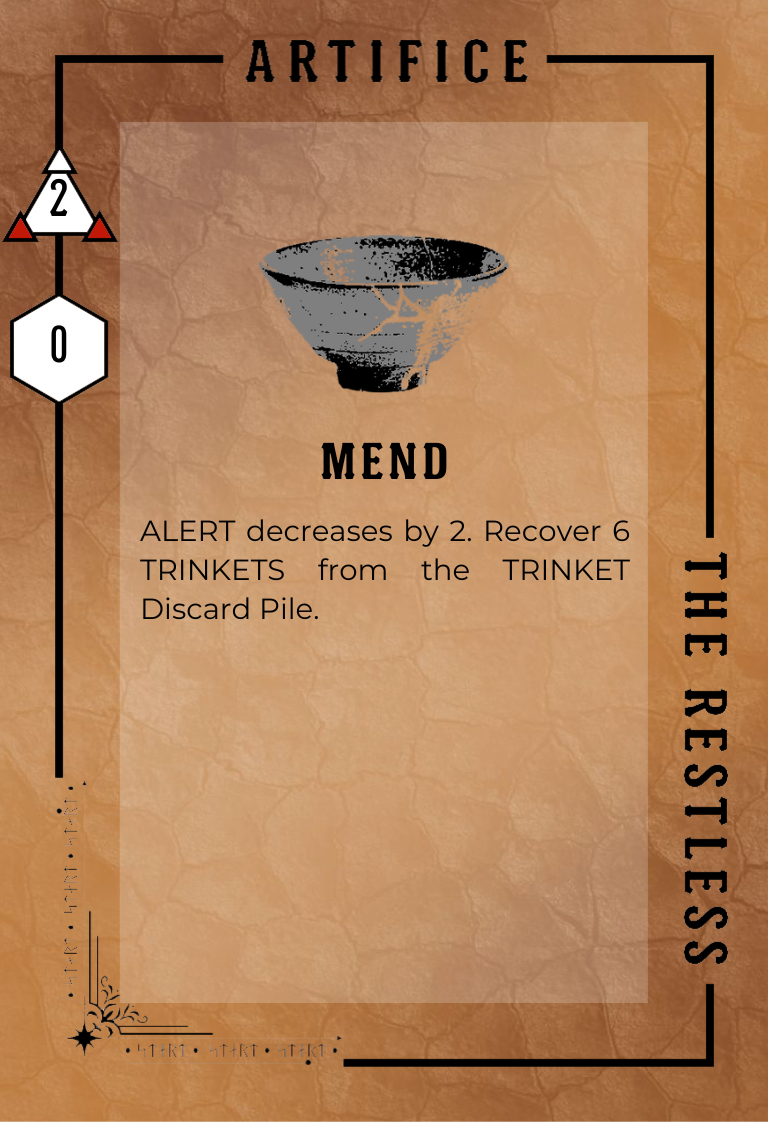 ARTIFICE
2
0
MEND
ALERT decreases by 2. Recover 6
TRINKETS from the TRINKET
Discard Pile.
THE RESTLESS